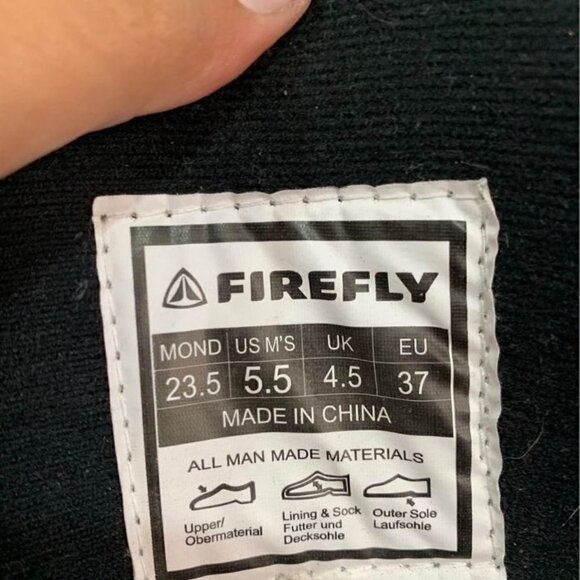 FIREFLY
MOND US M'S UK EU
23.5 5.5 4.5 37
MADE IN CHINA
ALL MAN MADE MATERIALS
Upper/
Obermaterial
Lining & Sock
Futter und
Decksohle
Outer Sole
Laufsohle